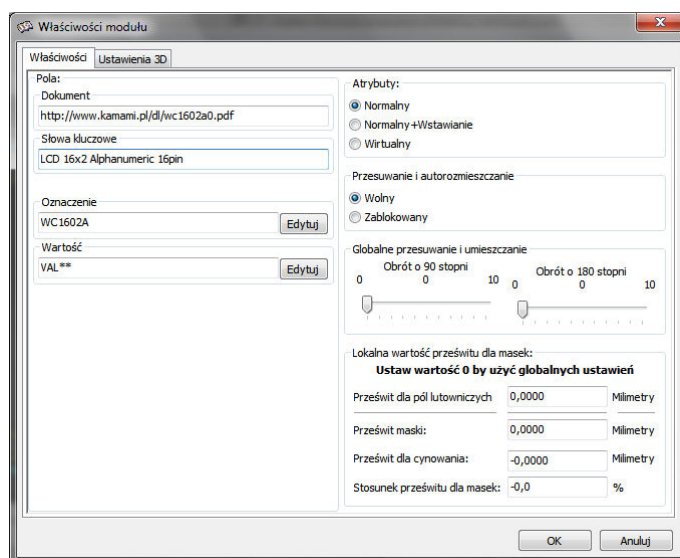 Właściwości modułu
Właściwości
Ustawienia 3D
Pola:
Dokument
http://www.kamami.pl/dl/wc1602a0.pdf
Słowa kluczowe
LCD 16x2 Alphanumeric 16pin
Oznaczenie
WC1602A
Edytuj
Wartość
VAL**
Edytuj
Atrybuty:
Normalny
Normalny+Wstawianie
Wirtualny
Przesuwanie i autorozmieszczanie
Wolny
Zablokowany
Globalne przesuwanie i umieszczanie
Obrót o 90 stopni
0 0 10
Obrót o 180 stopni
0 0 10
Lokalna wartość prześwitu dla masek:
Ustaw wartość 0 by użyć globalnych ustawień
Prześwit dla pól lutowniczych 0,0000 Milimetry
Prześwit maski: 0,0000 Milimetry
Prześwit dla cynowania: -0,0000 Milimetry
Stosunek prześwitu dla masek: -0,0 %
OK
Anuluj